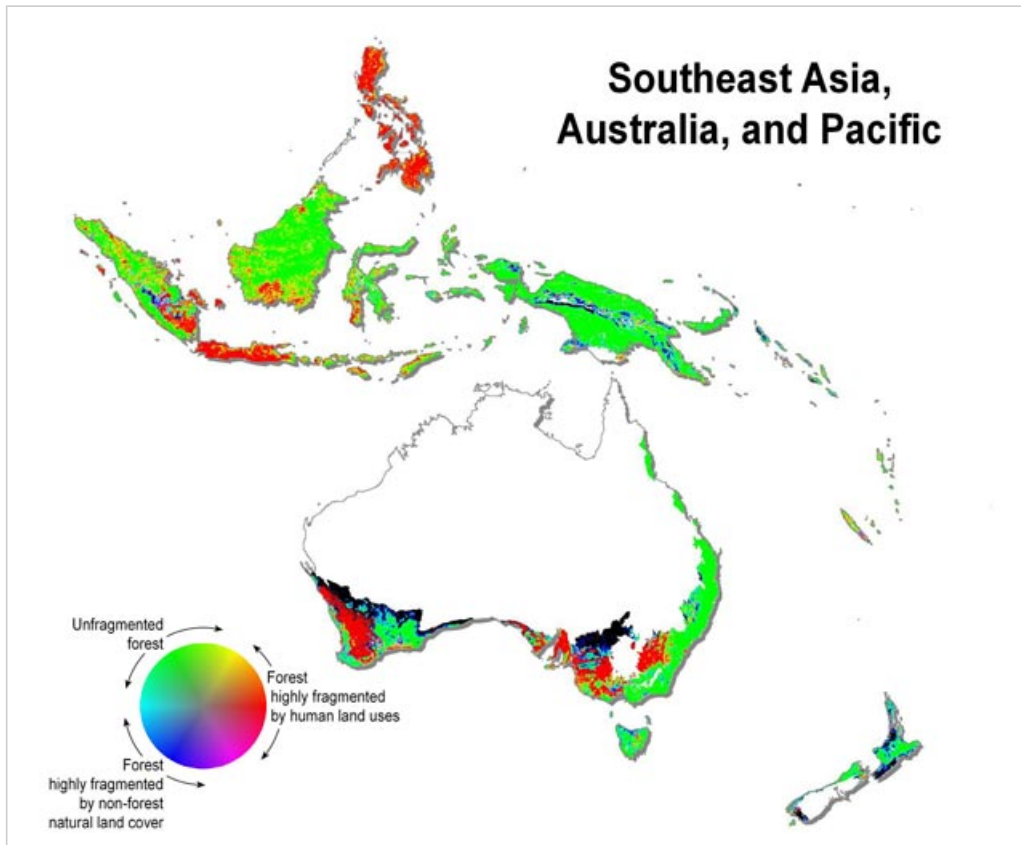 Southeast Asia,
Australia, and Pacific
Unfragmented
forest
Forest
highly fragmented
by human land uses
Forest
highly fragmented
by non-forest
natural land cover